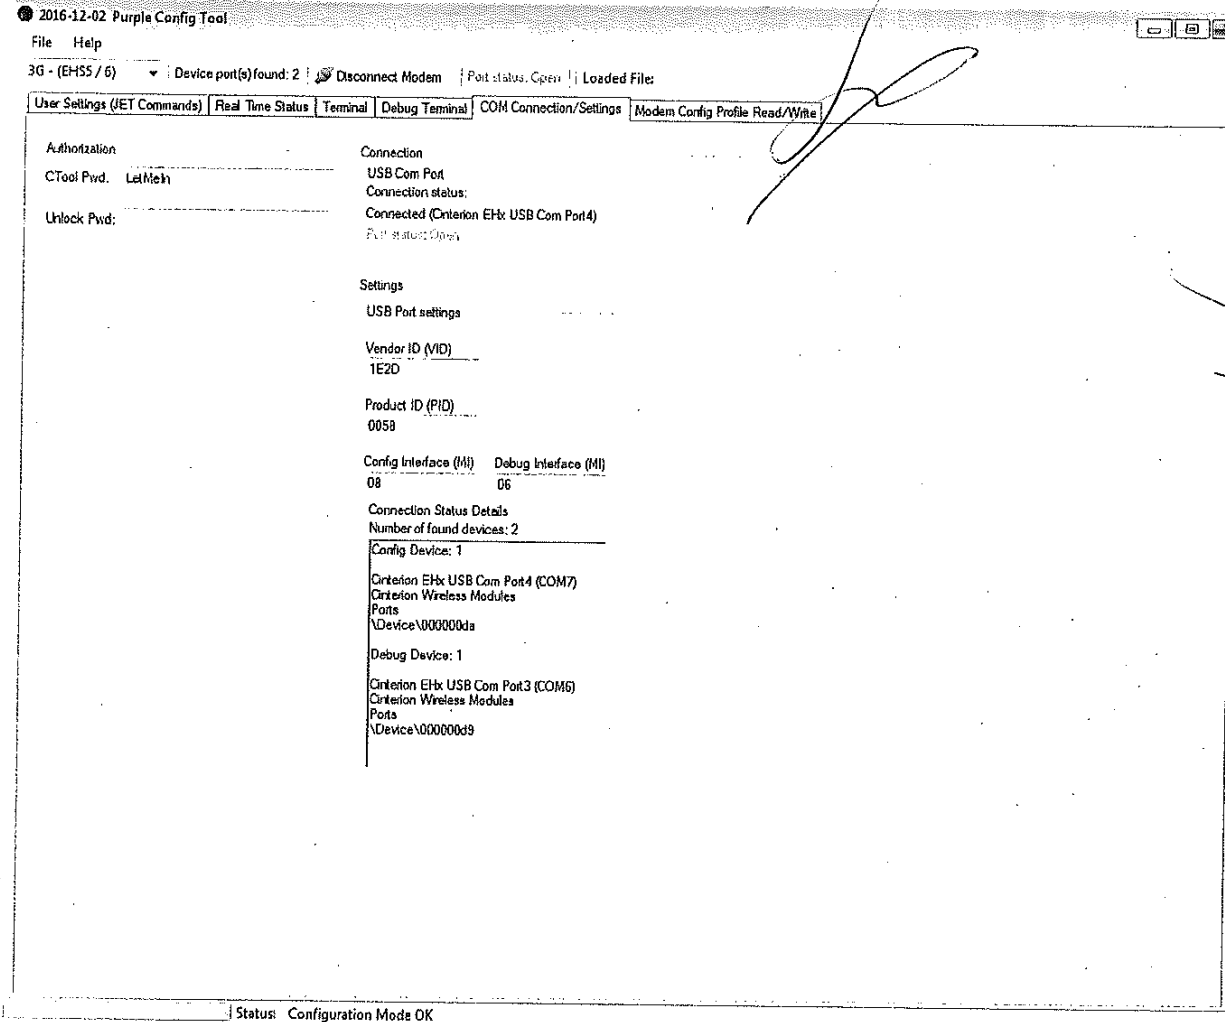 2016-12-02 Purple Config Tool
File Help
3G - (EHS5 / 6) Device port(s) found: 2 Disconnect Modem Port status: Open Loaded File:
User Settings (JET Commands) Real Time Status Terminal Debug Terminal COM Connection/Settings Modem Config Profile Read/Write
Authorization
CTool Pwd. LetMeIn
Unlock Pwd:
Connection
USB Com Port
Connection status:
Connected (Cinterion EHx USB Com Port4)
Port status: Open
Settings
USB Port settings
Vendor ID (VID)
1E2D
Product ID (PID)
0058
Config Interface (MI) Debug Interface (MI)
08 06
Connection Status Details
Number of found devices: 2
Config Device: 1
Cinterion EHx USB Com Port4 (COM7)
Cinterion Wireless Modules
Ports
\Device\000000da
Debug Device: 1
Cinterion EHx USB Com Port3 (COM6)
Cinterion Wireless Modules
Ports
\Device\000000d9
Status: Configuration Mode OK